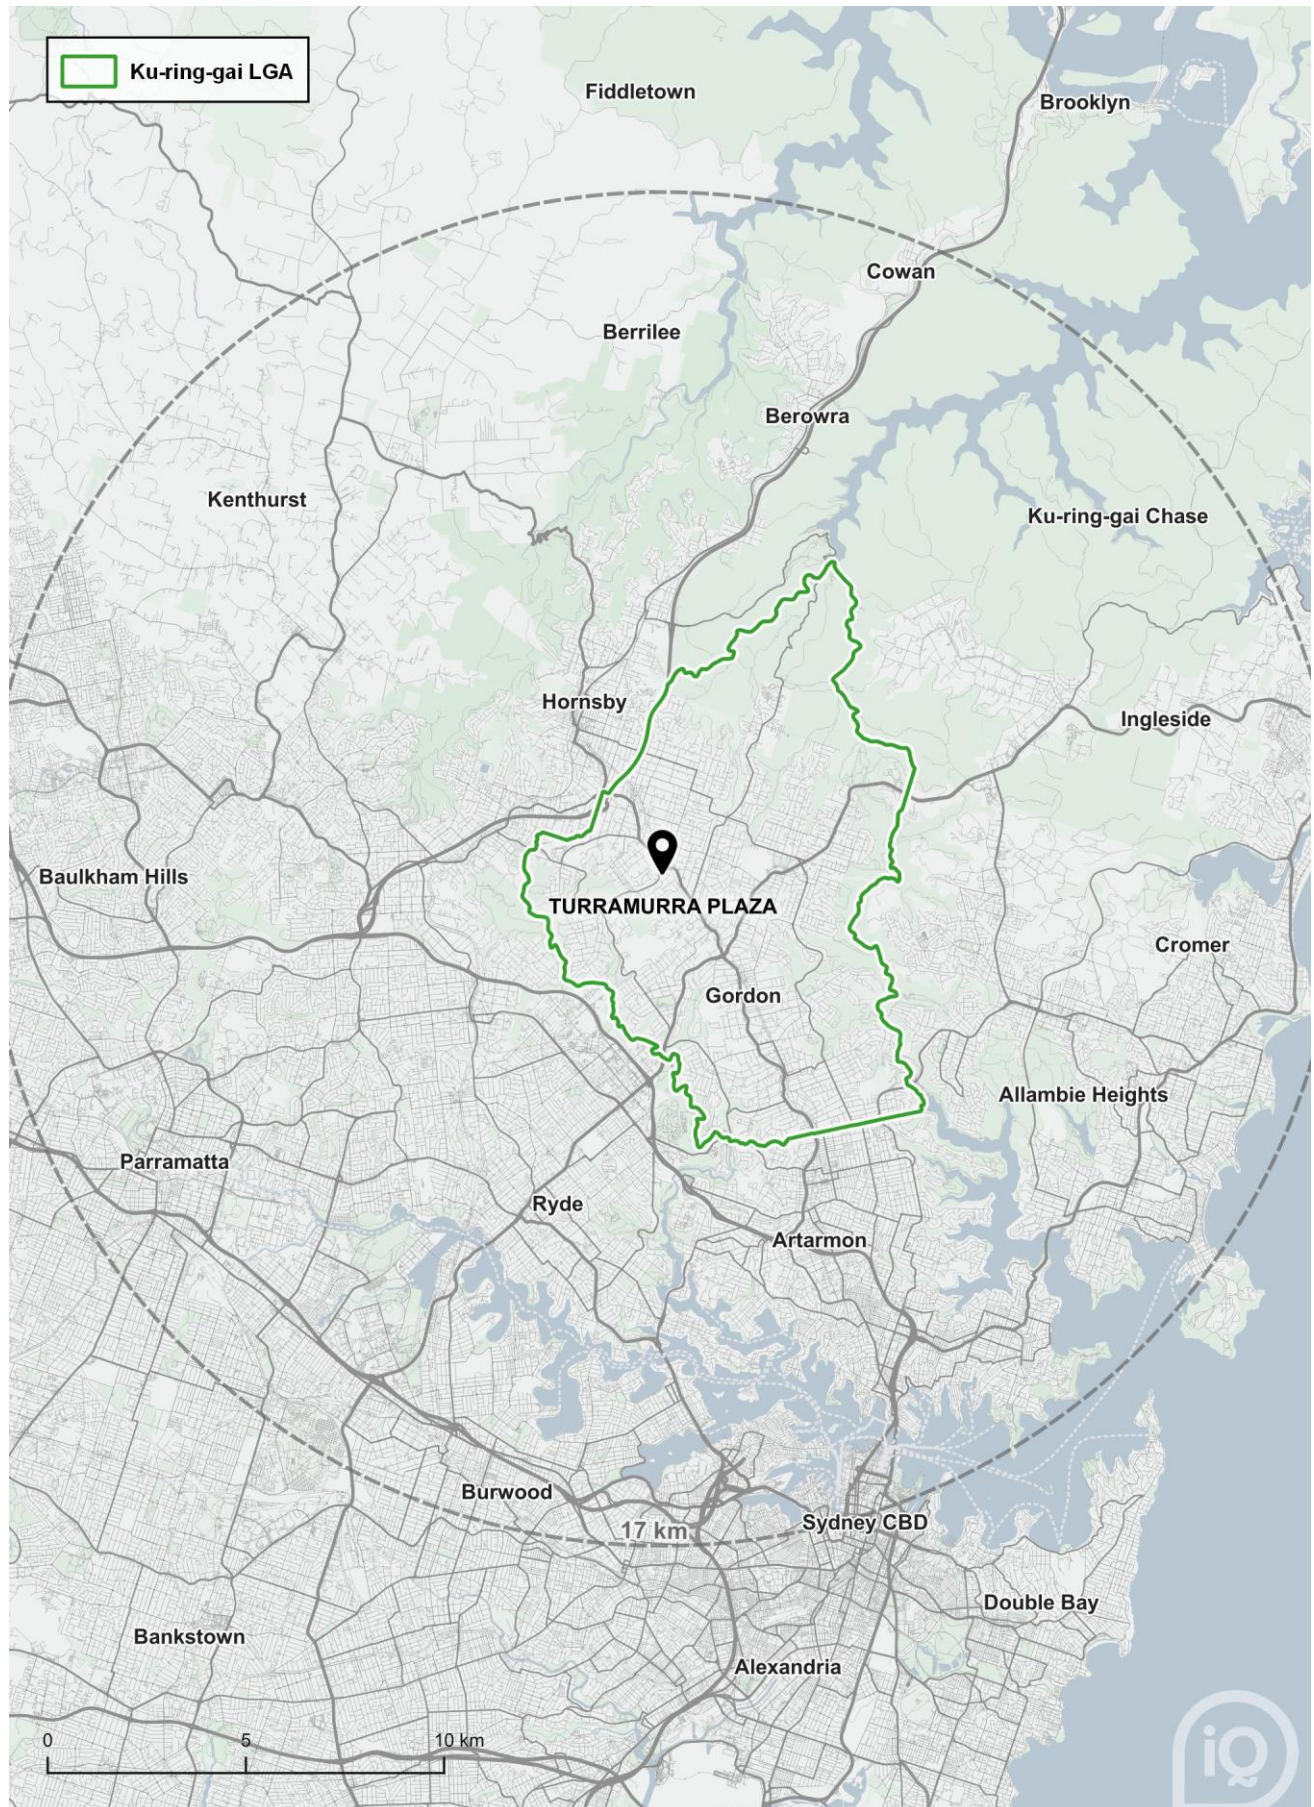 Ku-ring-gai LGA
Fiddletown
Brooklyn
Cowan
Berrilee
Berowra
Kenthurst
Ku-ring-gai Chase
Hornsby
Ingleside
Baulkham Hills
TURRAMURRA PLAZA
Cromer
Gordon
Allambie Heights
Parramatta
Ryde
Artarmon
Burwood
Sydney CBD
17 km
Double Bay
Bankstown
Alexandria
0 5 10 km
iQ